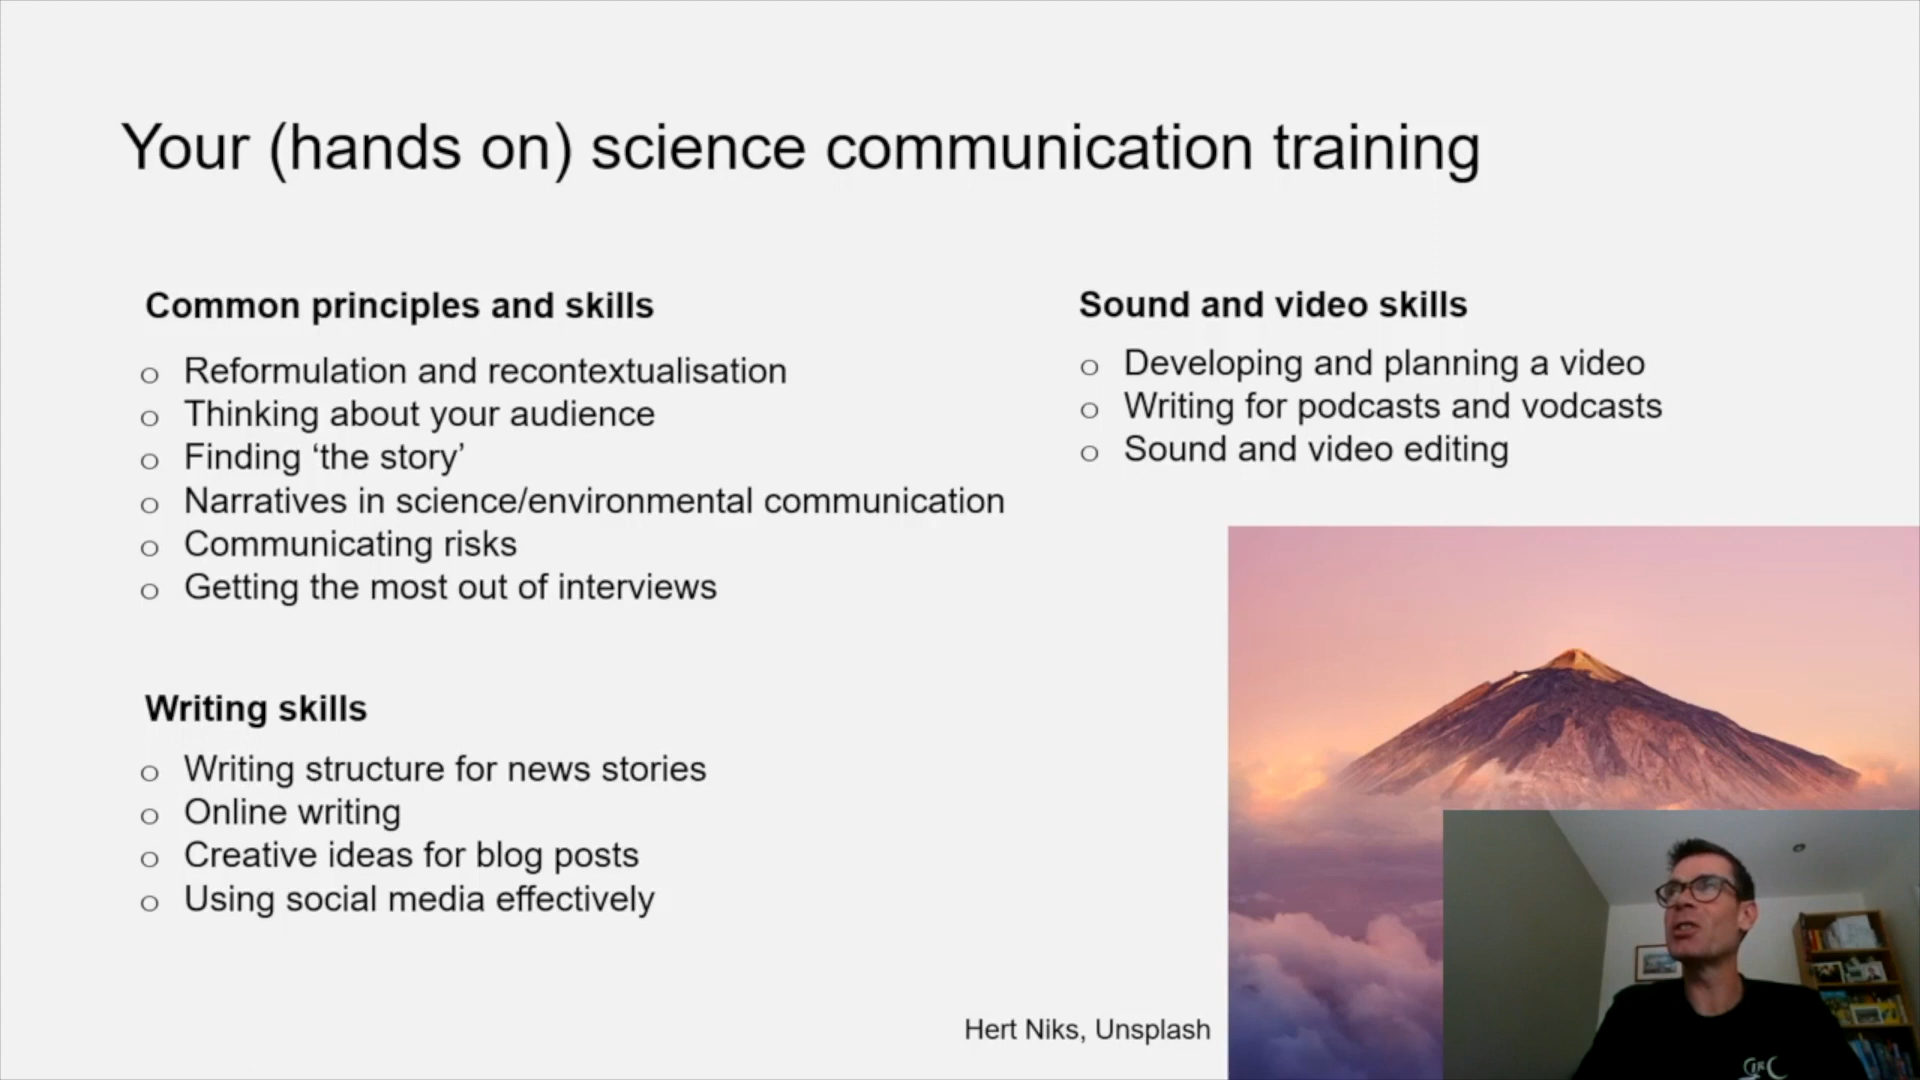 Your (hands on) science communication training
Common principles and skills
o Reformulation and recontextualisation
o Thinking about your audience
o Finding ‘the story’
o Narratives in science/environmental communication
o Communicating risks
o Getting the most out of interviews
Writing skills
o Writing structure for news stories
o Online writing
o Creative ideas for blog posts
o Using social media effectively
Sound and video skills
o Developing and planning a video
o Writing for podcasts and vodcasts
o Sound and video editing
Hert Niks, Unsplash